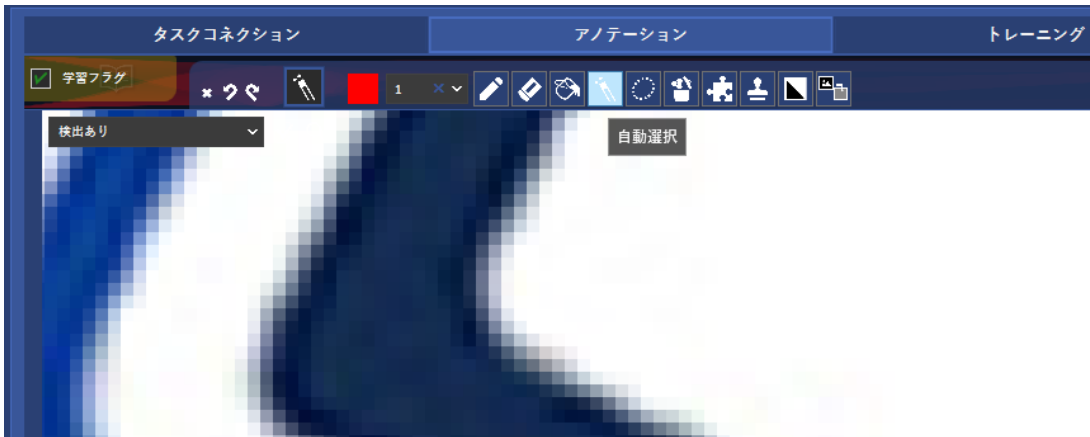 タスクコネクション
アノテーション
トレーニング
学習フラグ
1
検出あり
自動選択